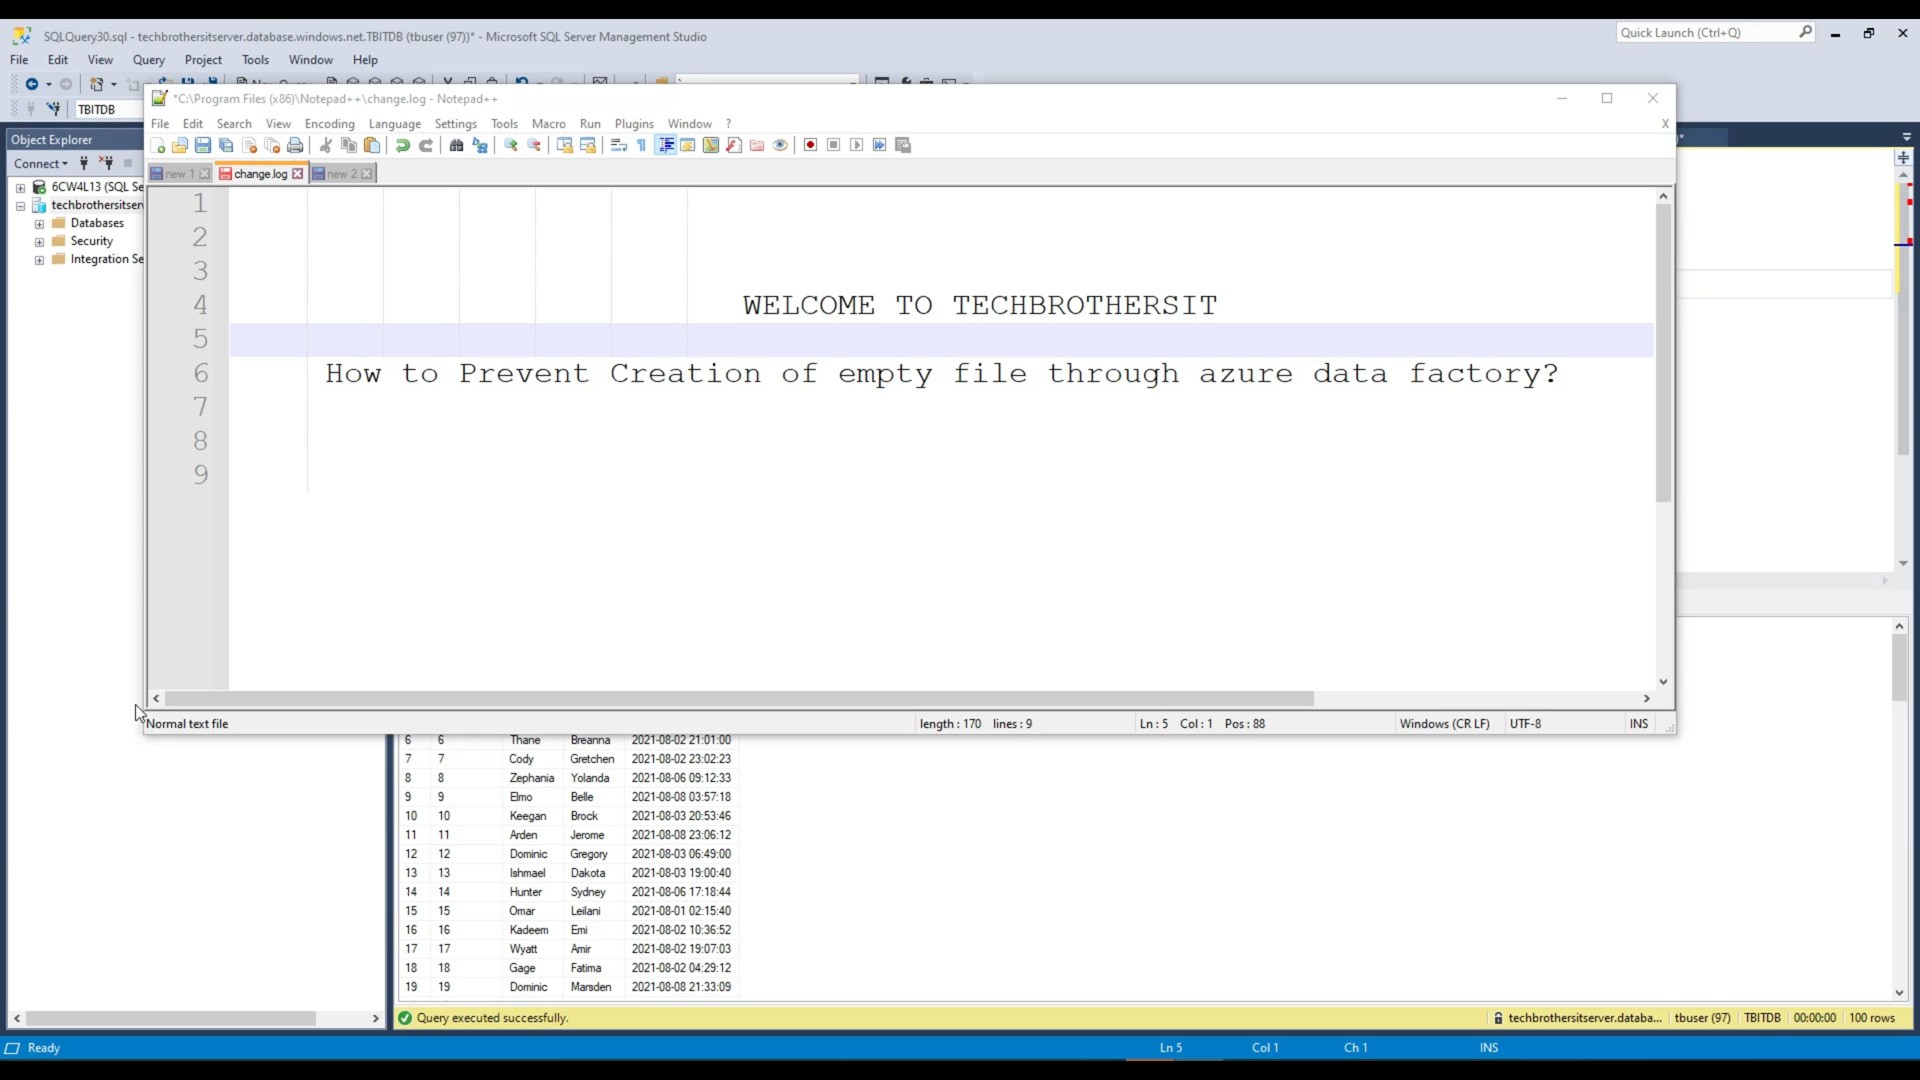 SQLQuery30.sql - techbrothersitserver.database.windows.net.TBITDB (tbuser (97))* - Microsoft SQL Server Management Studio
Quick Launch (Ctrl+Q)
File Edit View Query Project Tools Window Help
TBITDB
*C:\Program Files (x86)\Notepad++\change.log - Notepad++
File Edit Search View Encoding Language Settings Tools Macro Run Plugins Window ?
X
Object Explorer
Connect
new 1 change.log new 2
6CW4L13 (SQL Se
techbrothersitserv
Databases
Security
Integration Se
1
2
3
4 WELCOME TO TECHBROTHERSIT
5
6 How to Prevent Creation of empty file through azure data factory?
7
8
9
Normal text file length : 170 lines : 9 Ln : 5 Col : 1 Pos : 88 Windows (CR LF) UTF-8 INS
6 6 Thane Breanna 2021-08-02 21:01:00
7 7 Cody Gretchen 2021-08-02 23:02:23
8 8 Zephania Yolanda 2021-08-06 09:12:33
9 9 Elmo Belle 2021-08-08 03:57:18
10 10 Keegan Brock 2021-08-03 20:53:46
11 11 Arden Jerome 2021-08-08 23:06:12
12 12 Dominic Gregory 2021-08-03 06:49:00
13 13 Ishmael Dakota 2021-08-03 19:00:40
14 14 Hunter Sydney 2021-08-06 17:18:44
15 15 Omar Leilani 2021-08-01 02:15:40
16 16 Kadeem Emi 2021-08-02 10:36:52
17 17 Wyatt Amir 2021-08-02 19:07:03
18 18 Gage Fatima 2021-08-02 04:29:12
19 19 Dominic Marsden 2021-08-08 21:33:09
Query executed successfully. techbrothersitserver.databa... tbuser (97) TBITDB 00:00:00 100 rows
Ready Ln 5 Col 1 Ch 1 INS